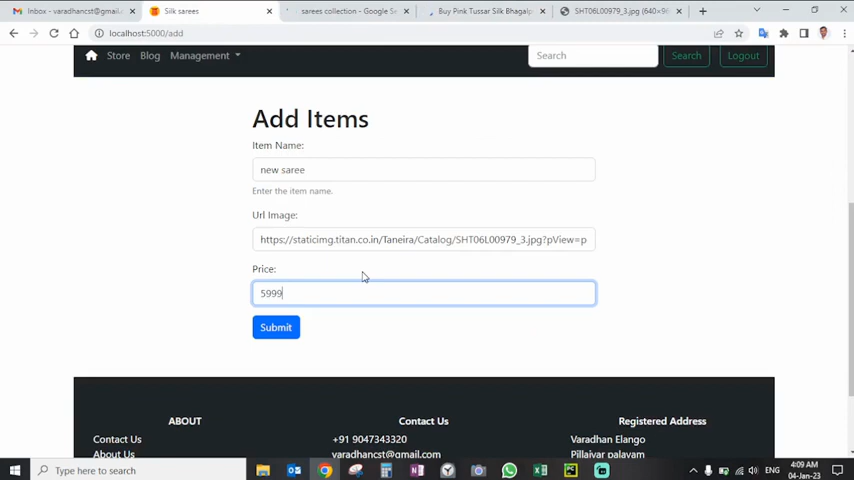 Inbox - varadhancst@gmail.c
Silk sarees
sarees collection - Google Se
Buy Pink Tussar Silk Bhagalp
SHT06L00979_3.jpg (640×96
localhost:5000/add
Store Blog Management Search Search Logout
Add Items
Item Name:
new saree
Enter the item name.
Url Image:
https://staticimg.titan.co.in/Taneira/Catalog/SHT06L00979_3.jpg?pView=p
Price:
5999
Submit
ABOUT Contact Us Registered Address
Contact Us +91 9047343320 Varadhan Elango
About Us varadhancst@gmail.com Pillaiyar palayam
Type here to search
ENG
4:09 AM
04-Jan-23